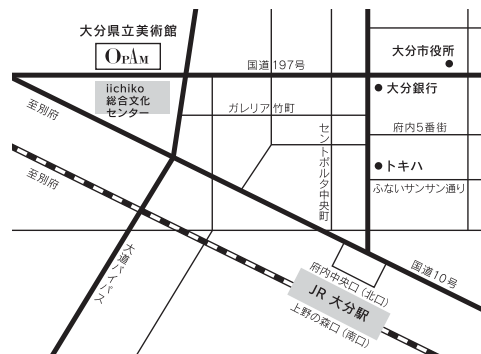 大分県立美術館
OPAM
国道197号
大分市役所
iichiko
総合文化
センター
大分銀行
至別府
ガレリア竹町
府内5番街
セントポルタ中央町
トキハ
至別府
ふないサンサン通り
大道バイパス
府内中央口(北口)
国道10号
JR 大分駅
上野の森口(南口)